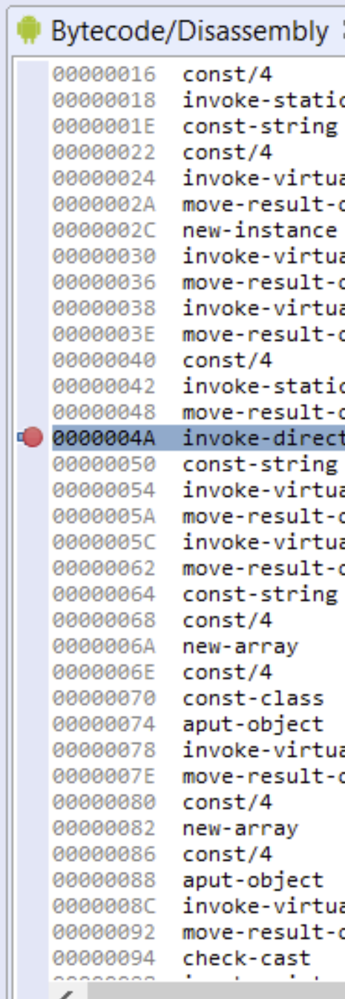 Bytecode/Disassembly
00000016 const/4
00000018 invoke-static
0000001E const-string
00000022 const/4
00000024 invoke-virtua
0000002A move-result-o
0000002C new-instance
00000030 invoke-virtua
00000036 move-result-o
00000038 invoke-virtua
0000003E move-result-o
00000040 const/4
00000042 invoke-static
00000048 move-result-o
0000004A invoke-direct
00000050 const-string
00000054 invoke-virtua
0000005A move-result-o
0000005C invoke-virtua
00000062 move-result-o
00000064 const-string
00000068 const/4
0000006A new-array
0000006E const/4
00000070 const-class
00000074 aput-object
00000078 invoke-virtua
0000007E move-result-o
00000080 const/4
00000082 new-array
00000086 const/4
00000088 aput-object
0000008C invoke-virtua
00000092 move-result-o
00000094 check-cast